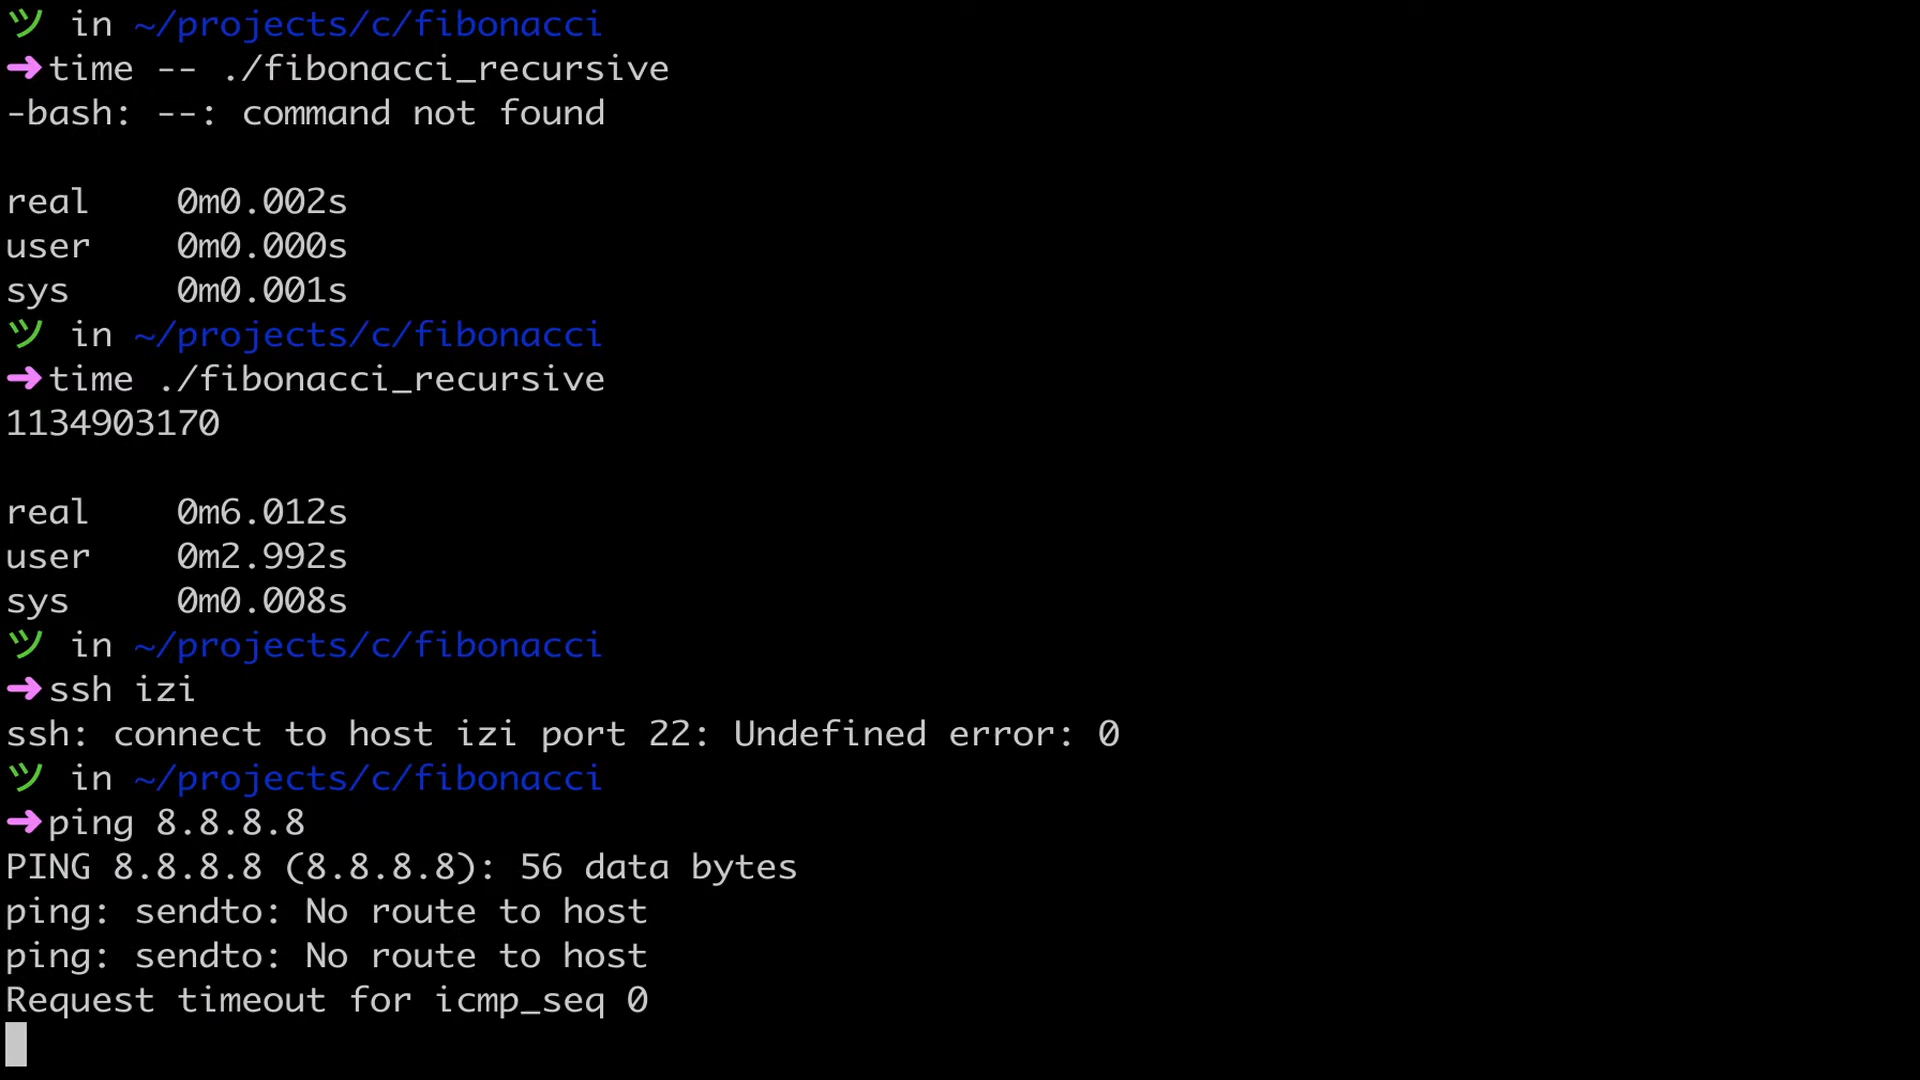 ツ in ~/projects/c/fibonacci
➜time -- ./fibonacci_recursive
-bash: --: command not found
real 0m0.002s
user 0m0.000s
sys 0m0.001s
ツ in ~/projects/c/fibonacci
➜time ./fibonacci_recursive
1134903170
real 0m6.012s
user 0m2.992s
sys 0m0.008s
ツ in ~/projects/c/fibonacci
➜ssh izi
ssh: connect to host izi port 22: Undefined error: 0
ツ in ~/projects/c/fibonacci
➜ping 8.8.8.8
PING 8.8.8.8 (8.8.8.8): 56 data bytes
ping: sendto: No route to host
ping: sendto: No route to host
Request timeout for icmp_seq 0